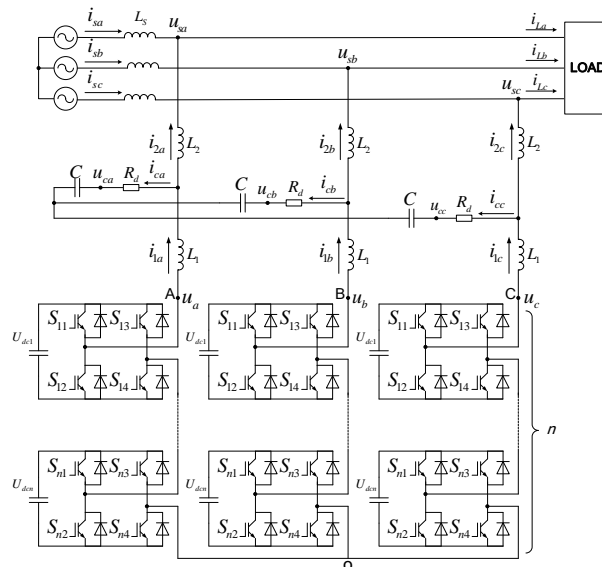 i_sa L_S u_sa i_La
i_sb u_sb i_Lb LOAD
i_sc u_sc i_Lc
i_2a L_2 i_2b L_2 i_2c L_2
C u_ca R_d i_ca
C u_cb R_d i_cb
C u_cc R_d i_cc
i_1a L_1 i_1b L_1 i_1c L_1
A u_a B u_b C u_c
S_11 S_13 S_11 S_13 S_11 S_13
U_dc1 U_dc1 U_dc1
S_12 S_14 S_12 S_14 S_12 S_14
n
S_n1 S_n3 S_n1 S_n3 S_n1 S_n3
U_dcn U_dcn U_dcn
S_n2 S_n4 S_n2 S_n4 S_n2 S_n4